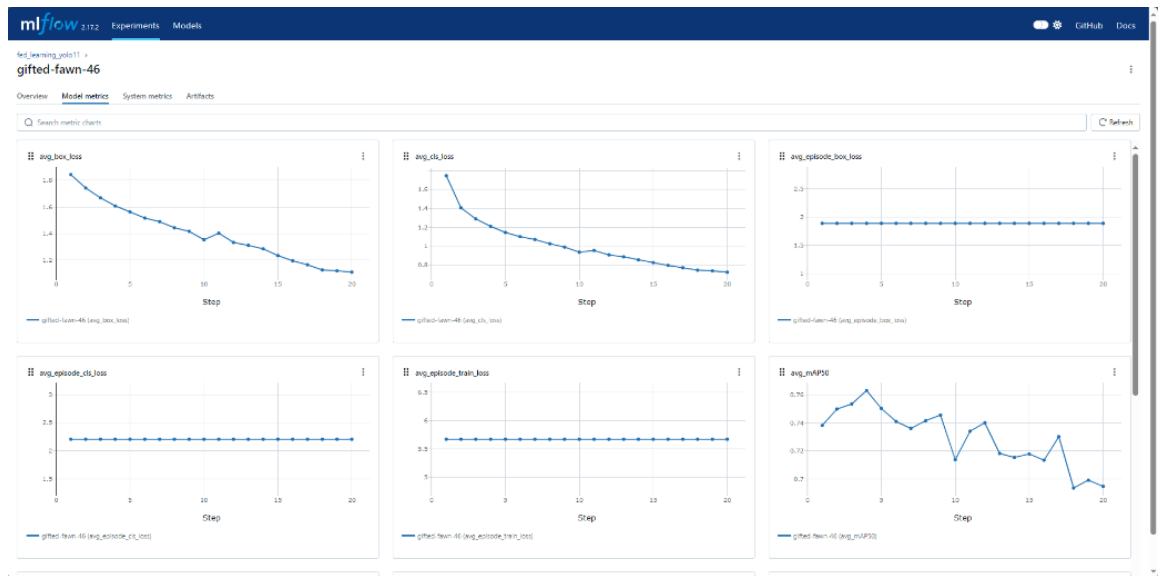 mlflow 2.17.2 Experiments Models GitHub Docs
fed_learning_yolo11 >
gifted-fawn-46
Overview Model metrics System metrics Artifacts
Search metric charts Refresh
avg_box_loss
1.8
1.6
1.4
1.2
0 5 10 15 20
Step
gifted-fawn-46 (avg_box_loss)
avg_cls_loss
1.6
1.4
1.2
1
0.8
0 5 10 15 20
Step
gifted-fawn-46 (avg_cls_loss)
avg_episode_box_loss
2.5
2
1.5
1
0 5 10 15 20
Step
gifted-fawn-46 (avg_episode_box_loss)
avg_episode_cls_loss
3
2.5
2
1.5
0 5 10 15 20
Step
gifted-fawn-46 (avg_episode_cls_loss)
avg_episode_train_loss
6.5
6
5.5
5
0 5 10 15 20
Step
gifted-fawn-46 (avg_episode_train_loss)
avg_mAP50
0.76
0.74
0.72
0.7
0 5 10 15 20
Step
gifted-fawn-46 (avg_mAP50)